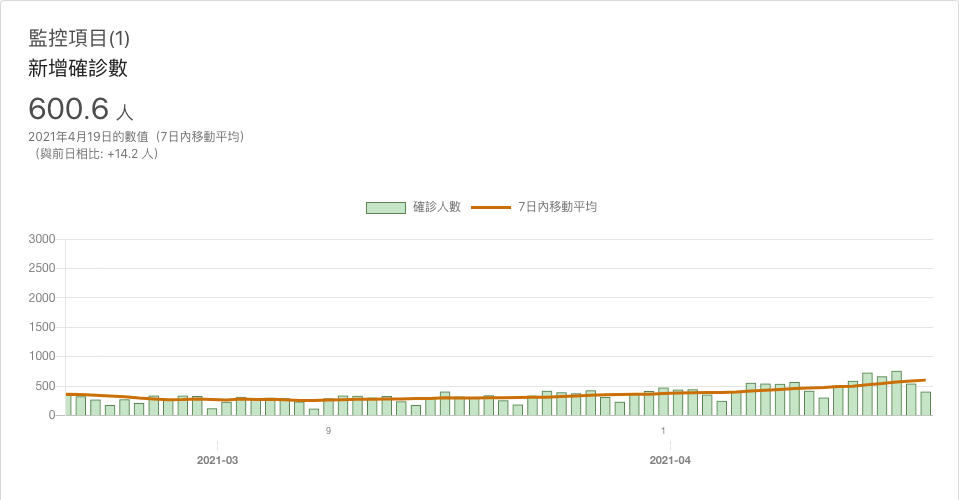 監控項目(1)
新增確診數
600.6 人
2021年4月19日的數值（7日內移動平均）
（與前日相比: +14.2 人）
確診人數 7日內移動平均
3000
2500
2000
1500
1000
500
0
9 1
2021-03 2021-04